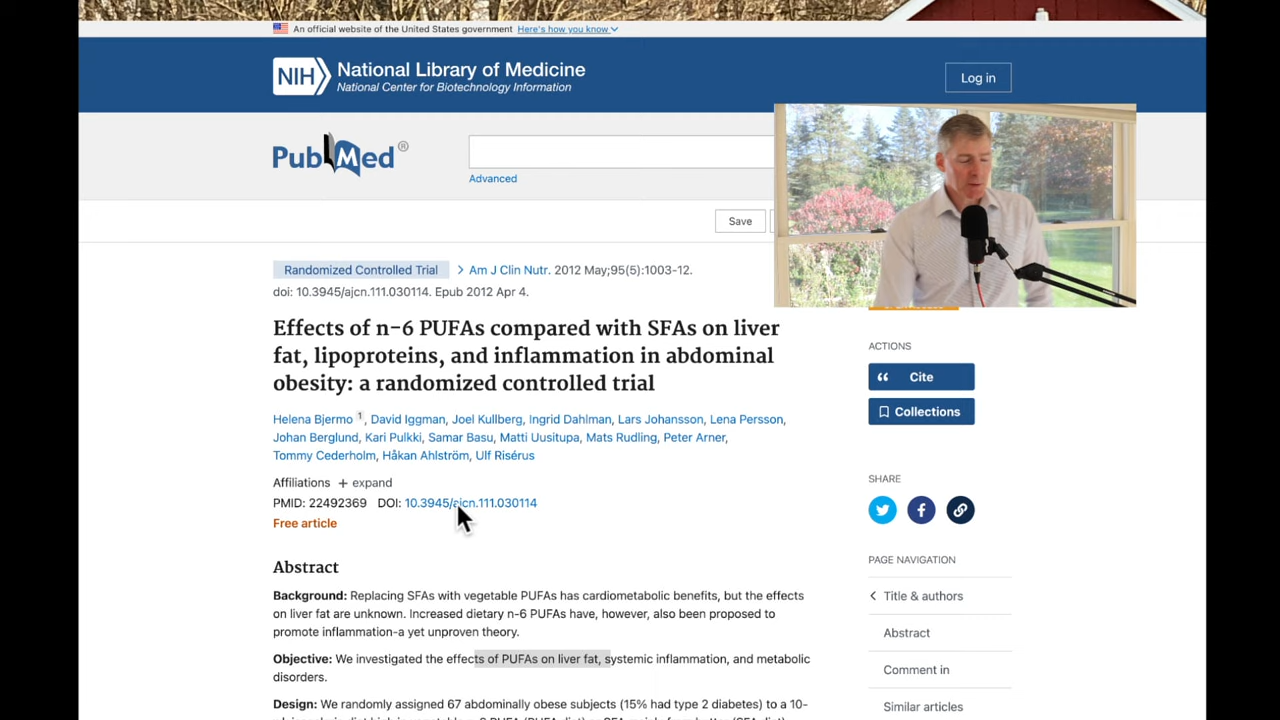 An official website of the United States government Here's how you know
NIH National Library of Medicine
National Center for Biotechnology Information
Log in
PubMed®
Advanced
Save
Randomized Controlled Trial > Am J Clin Nutr. 2012 May;95(5):1003-12.
doi: 10.3945/ajcn.111.030114. Epub 2012 Apr 4.
Effects of n-6 PUFAs compared with SFAs on liver
fat, lipoproteins, and inflammation in abdominal
obesity: a randomized controlled trial
Helena Bjermo 1, David Iggman, Joel Kullberg, Ingrid Dahlman, Lars Johansson, Lena Persson,
Johan Berglund, Kari Pulkki, Samar Basu, Matti Uusitupa, Mats Rudling, Peter Arner,
Tommy Cederholm, Håkan Ahlström, Ulf Risérus
Affiliations + expand
PMID: 22492369 DOI: 10.3945/ajcn.111.030114
Free article
Abstract
Background: Replacing SFAs with vegetable PUFAs has cardiometabolic benefits, but the effects
on liver fat are unknown. Increased dietary n-6 PUFAs have, however, also been proposed to
promote inflammation-a yet unproven theory.
Objective: We investigated the effects of PUFAs on liver fat, systemic inflammation, and metabolic
disorders.
Design: We randomly assigned 67 abdominally obese subjects (15% had type 2 diabetes) to a 10-
ACTIONS
Cite
Collections
SHARE
PAGE NAVIGATION
Title & authors
Abstract
Comment in
Similar articles